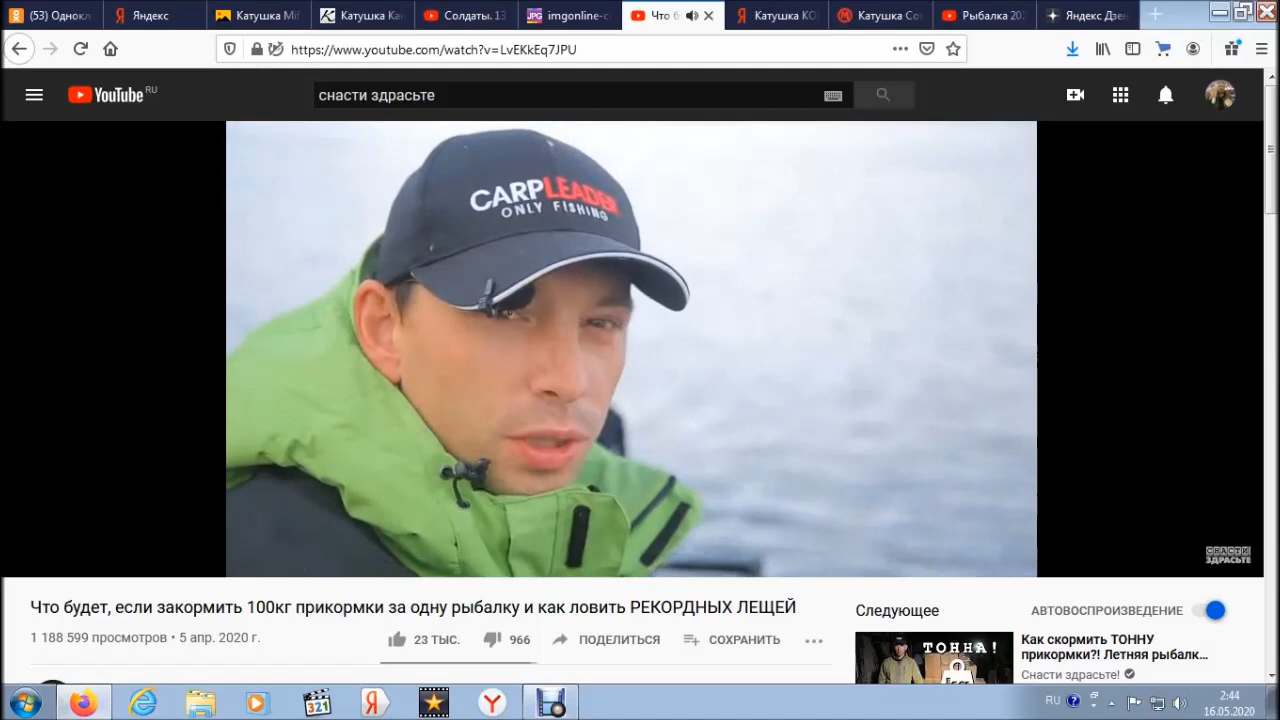 (53) Однокл
Яндекс
Катушка Mif
Катушка Ка
Солдаты. 13
imgonline-c
Что б
Катушка КО
Катушка Со
Рыбалка 20
Яндекс Дзен
https://www.youtube.com/watch?v=LvEKkEq7JPU
YouTube RU
снасти здрасьте
CARPLEADER
ONLY FISHING
СНАСТИ
ЗДРАСЬТЕ
Что будет, если закормить 100кг прикормки за одну рыбалку и как ловить РЕКОРДНЫХ ЛЕЩЕЙ
1 188 599 просмотров • 5 апр. 2020 г.
23 ТЫС.
966
ПОДЕЛИТЬСЯ
СОХРАНИТЬ
Следующее
АВТОВОСПРОИЗВЕДЕНИЕ
ТОННА!
Как скормить ТОННУ
прикормки?! Летняя рыбалк...
Снасти здрасьте!
321
RU
2:44
16.05.2020